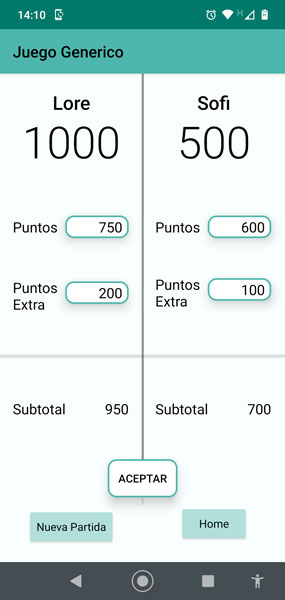 14:10
H
Juego Generico
Lore
Sofi
1000
500
Puntos 750
Puntos 600
Puntos Extra 200
Puntos Extra 100
Subtotal 950
Subtotal 700
ACEPTAR
Nueva Partida
Home